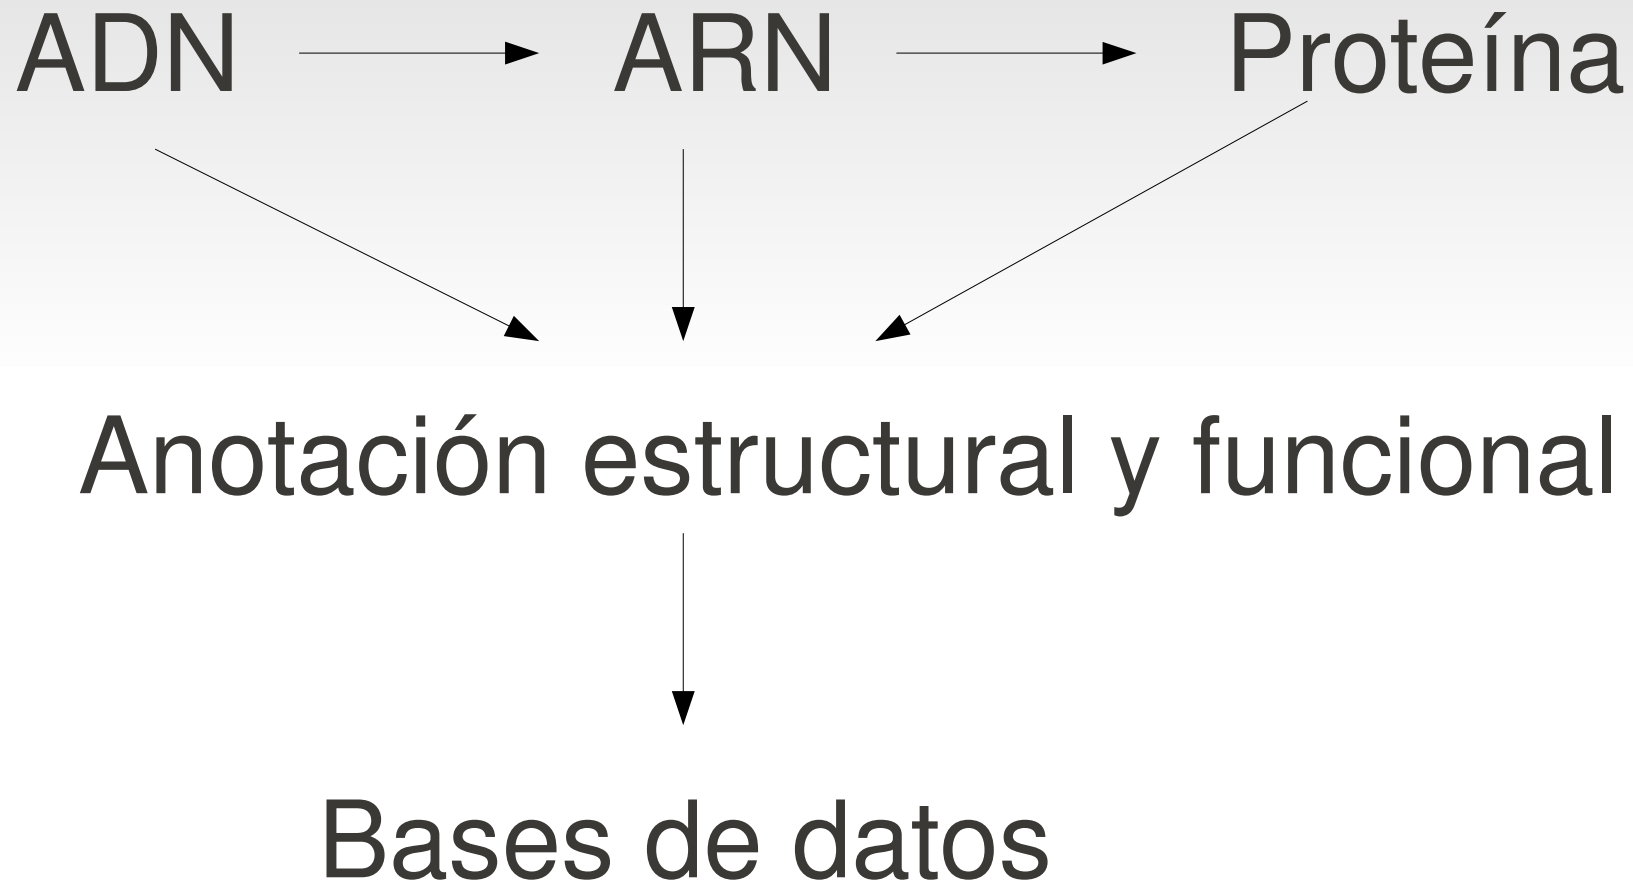 ADN ARN Proteína
Anotación estructural y funcional
Bases de datos